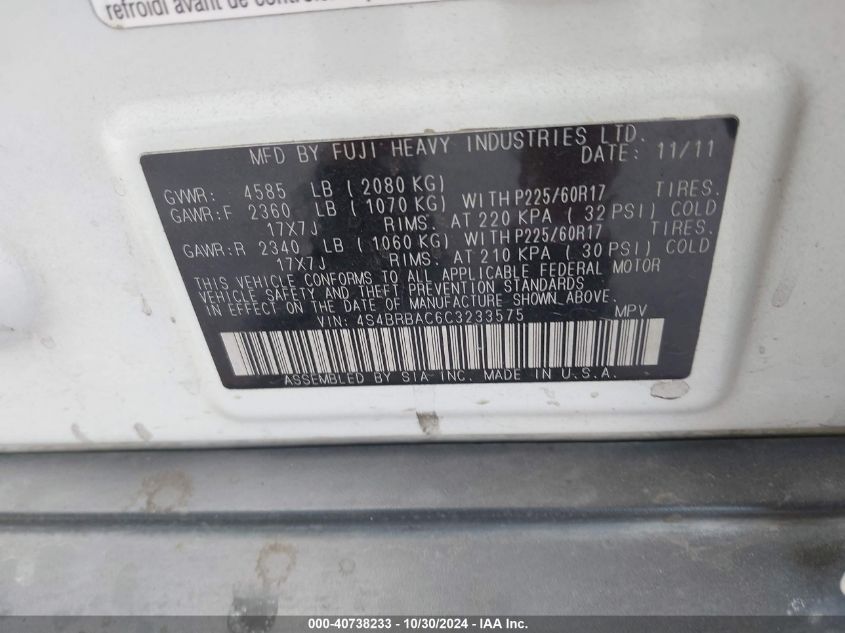 refroidi avant de
MFD BY FUJI HEAVY INDUSTRIES LTD.
DATE: 11/11
GVWR: 4585 LB ( 2080 KG)
GAWR:F 2360 LB ( 1070 KG) WITH P225/60R17 TIRES.
17X7J RIMS. AT 220 KPA ( 32 PSI) COLD
GAWR:R 2340 LB ( 1060 KG) WITH P225/60R17 TIRES.
17X7J RIMS. AT 210 KPA ( 30 PSI) COLD
THIS VEHICLE CONFORMS TO ALL APPLICABLE FEDERAL MOTOR
VEHICLE SAFETY AND THEFT PREVENTION STANDARDS
IN EFFECT ON THE DATE OF MANUFACTURE SHOWN ABOVE.
VIN: 4S4BRBAC6C3233575 MPV
ASSEMBLED BY SIA INC. MADE IN U.S.A.
000-40738233 - 10/30/2024 - IAA Inc.